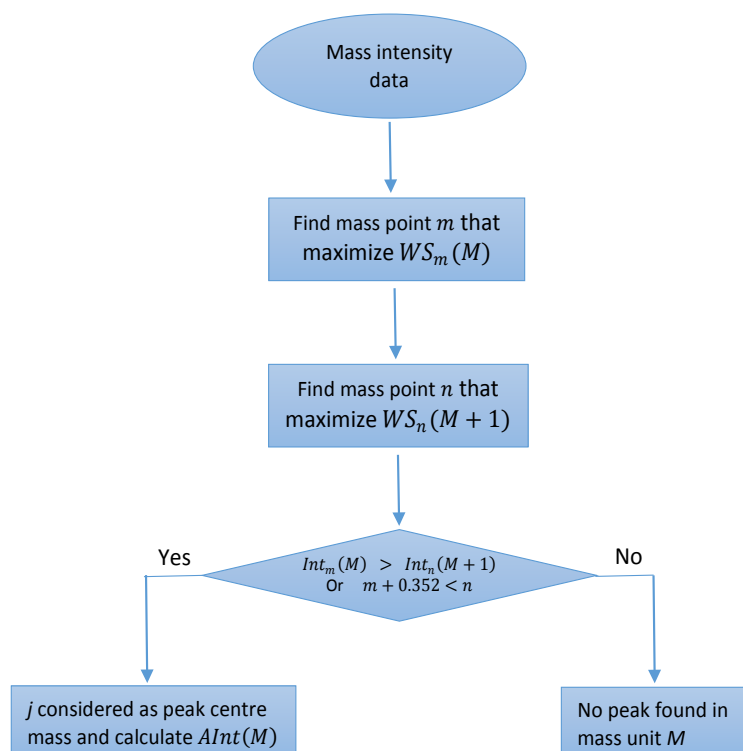 Mass intensity
data
Find mass point m that
maximize WSₘ(M)
Find mass point n that
maximize WSₙ(M + 1)
Yes
Intₘ(M) > Intₙ(M + 1)
Or m + 0.352 < n
No
j considered as peak centre
mass and calculate AInt(M)
No peak found in
mass unit M